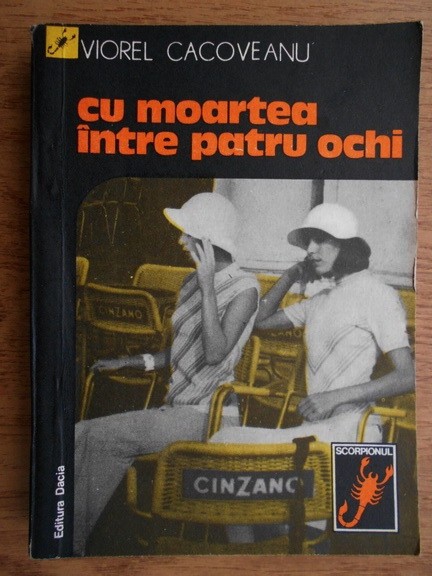 VIOREL CACOVEANU
cu moartea
între patru ochi
CINZANO
CINZANO
SCORPIONUL
Editura Dacia